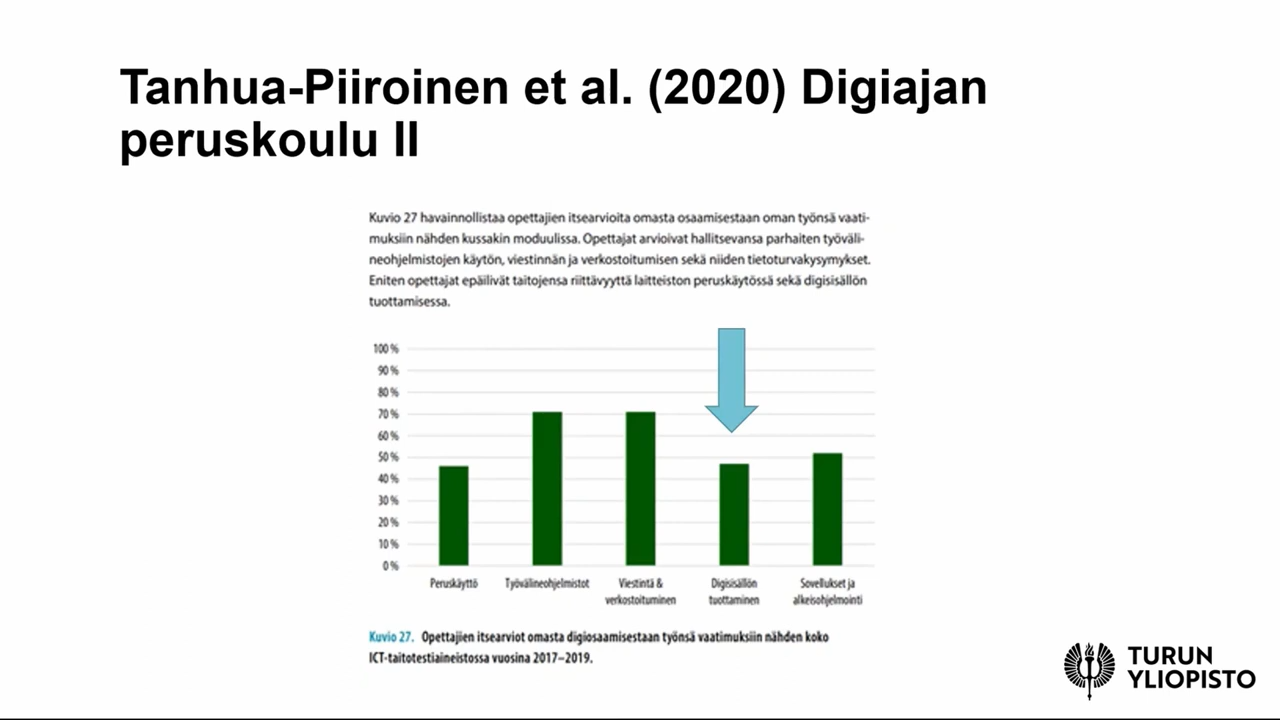 Tanhua-Piiroinen et al. (2020) Digiajan
peruskoulu II
Kuvio 27 havainnollistaa opettajien itsearvioita omasta osaamisestaan oman työnsä vaati-
muksiin nähden kussakin moduulissa. Opettajat arvioivat hallitsevansa parhaiten työväli-
neohjelmistojen käytön, viestinnän ja verkostoitumisen sekä niiden tietoturvakysymykset.
Eniten opettajat epäilivät taitojensa riittävyyttä laitteiston peruskäytössä sekä digisisällön
tuottamisessa.
100 %
90 %
80 %
70 %
60 %
50 %
40 %
30 %
20 %
10 %
0 %
Peruskäyttö
Työvälineohjelmistot
Viestintä &
verkostoituminen
Digisisällön
tuottaminen
Sovellukset ja
alkeisohjelmointi
Kuvio 27. Opettajien itsearviot omasta digiosaamisestaan työnsä vaatimuksiin nähden koko
ICT-taitotestiaineistossa vuosina 2017–2019.
TURUN
YLIOPISTO